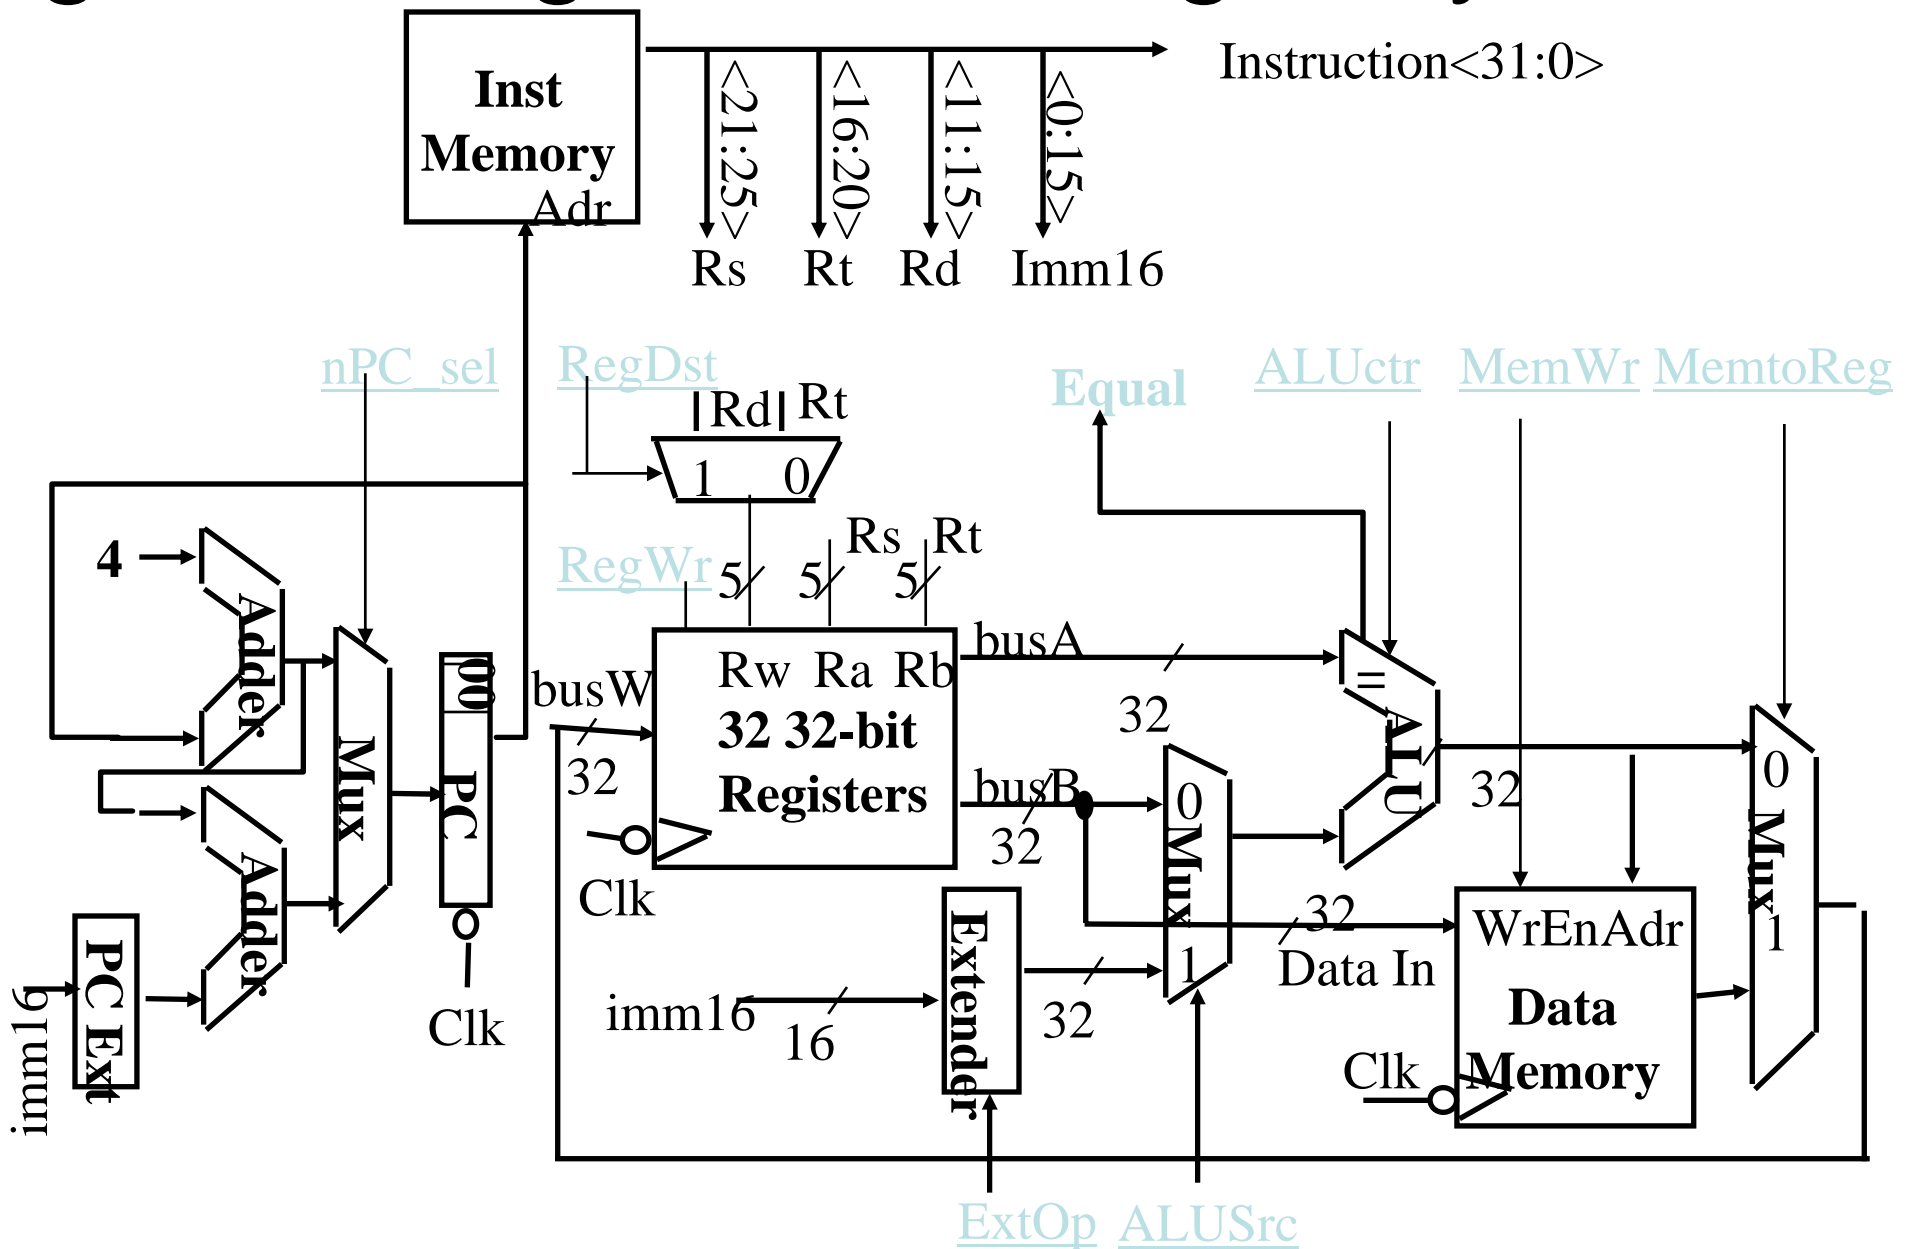 Inst
Memory
Adr
Instruction<31:0>
<21:25>
<16:20>
<11:15>
<0:15>
Rs
Rt
Rd
Imm16
nPC_sel
RegDst
Equal
ALUctr
MemWr
MemtoReg
Rd
Rt
1
0
4
Adder
RegWr
5
5
Rs
5
Rt
busW
32
Rw
Ra
Rb
32 32-bit
Registers
Clk
busA
32
busB
32
=
ALU
32
0
Mux
1
0
Mux
1
Mux
00
PC
Clk
Adder
PC Ext
imm16
imm16
16
Extender
32
32
Data In
WrEn
Adr
Data
Memory
Clk
ExtOp
ALUSrc